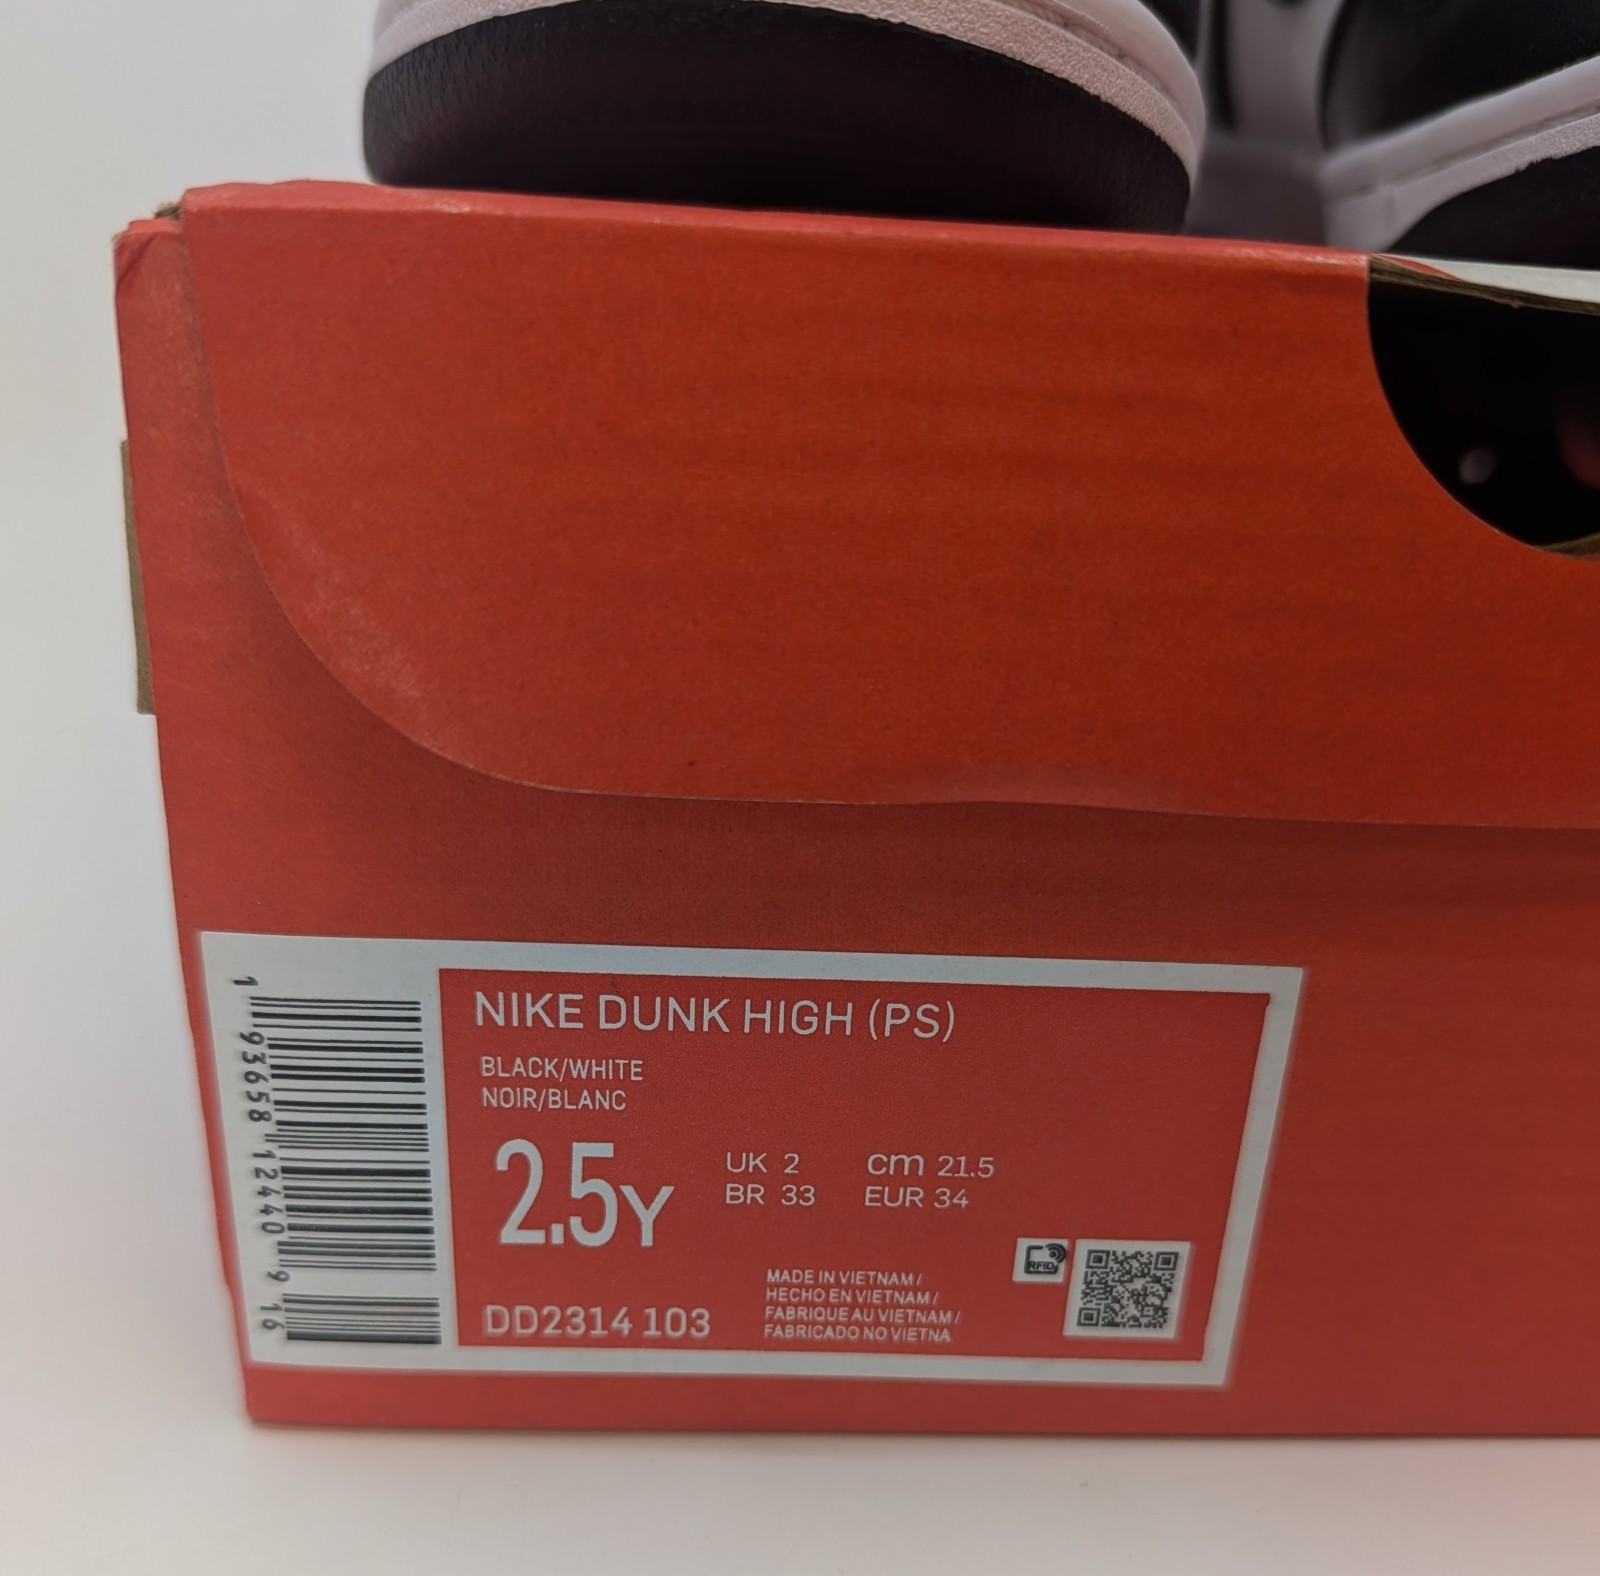 1 93658 12440 9 16
NIKE DUNK HIGH (PS)
BLACK/WHITE
NOIR/BLANC
2.5Y
UK 2 cm 21.5
BR 33 EUR 34
RFID
DD2314 103
MADE IN VIETNAM /
HECHO EN VIETNAM /
FABRIQUE AU VIETNAM /
FABRICADO NO VIETNA